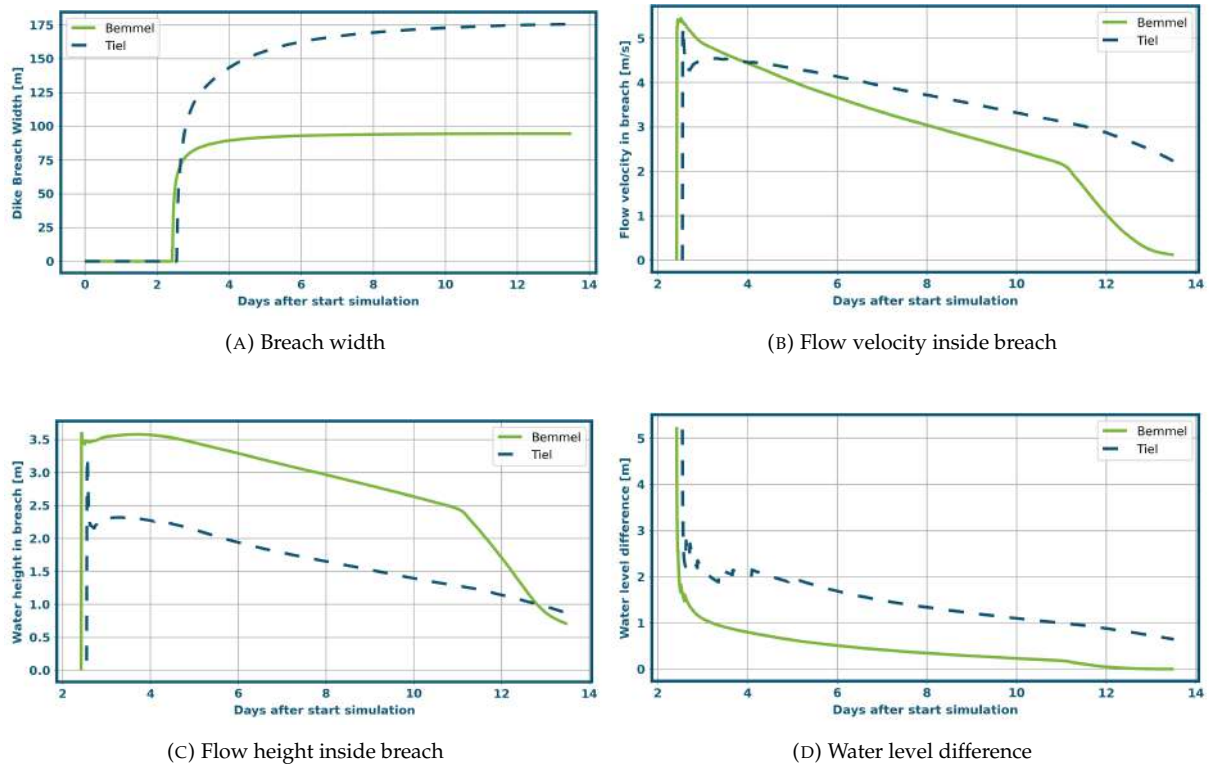 175
150
125
100
75
50
25
0
Dike Breach Width [m]
Bemmel
Tiel
0 2 4 6 8 10 12 14
Days after start simulation
(A) Breach width
5
4
3
2
1
0
Flow velocity in breach [m/s]
Bemmel
Tiel
2 4 6 8 10 12 14
Days after start simulation
(B) Flow velocity inside breach
3.5
3.0
2.5
2.0
1.5
1.0
0.5
0.0
Water height in breach [m]
Bemmel
Tiel
2 4 6 8 10 12 14
Days after start simulation
(C) Flow height inside breach
5
4
3
2
1
0
Water level difference [m]
Bemmel
Tiel
2 4 6 8 10 12 14
Days after start simulation
(D) Water level difference